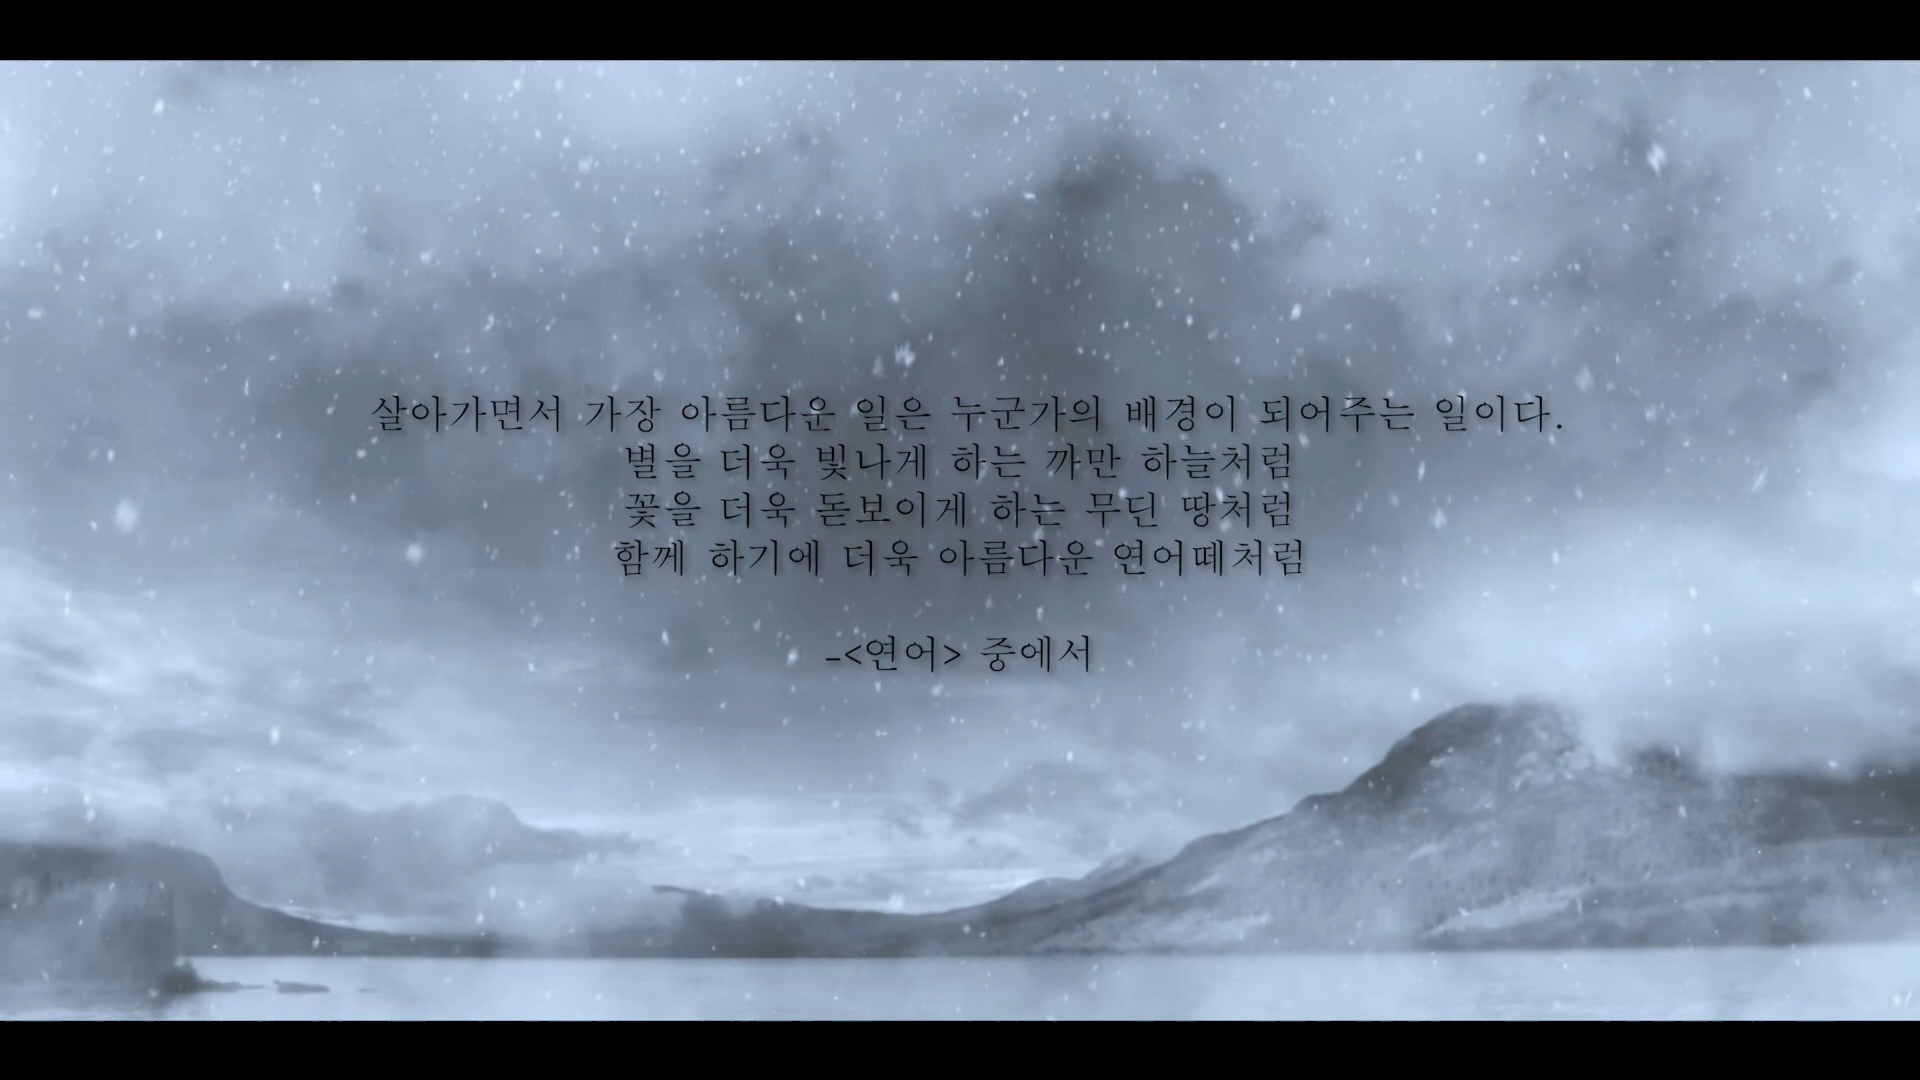 살아가면서 가장 아름다운 일은 누군가의 배경이 되어주는 일이다.
별을 더욱 빛나게 하는 까만 하늘처럼
꽃을 더욱 돋보이게 하는 무딘 땅처럼
함께 하기에 더욱 아름다운 연어떼처럼
-<연어> 중에서